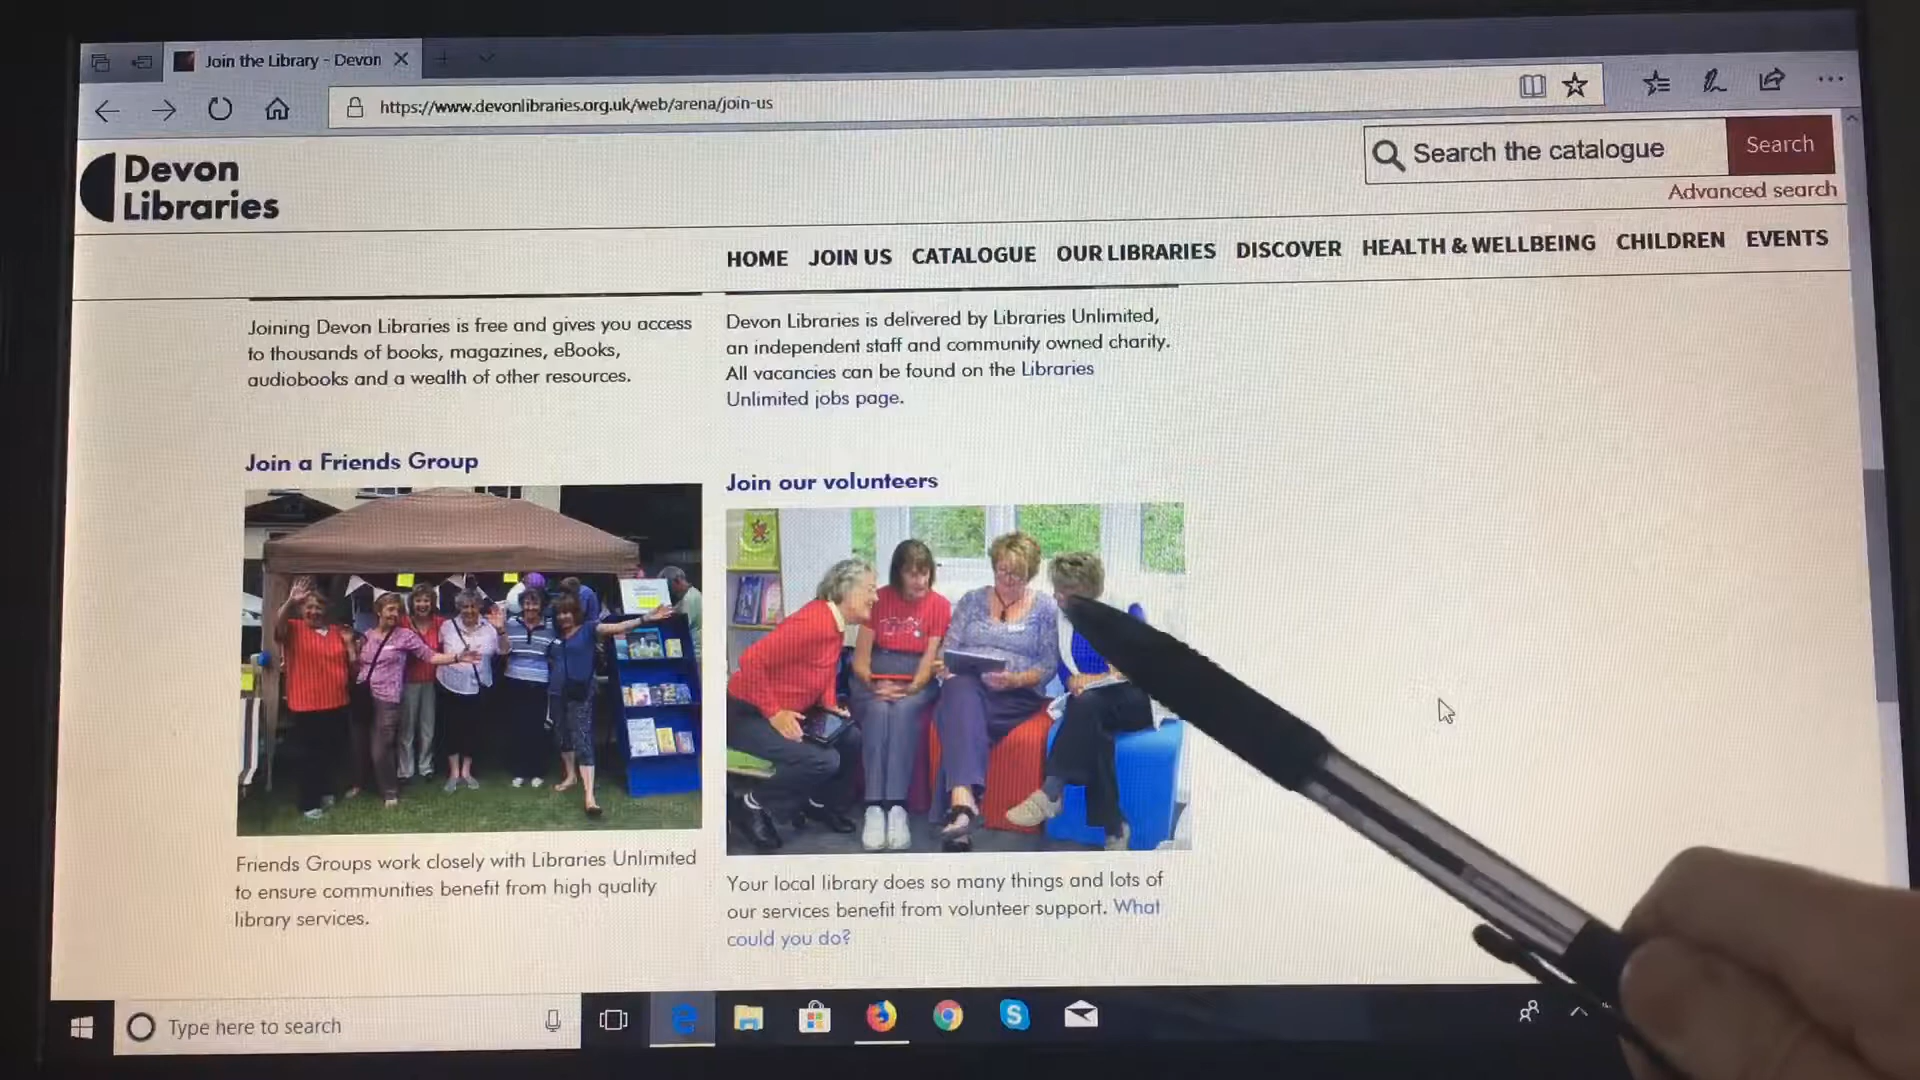 Join the Library - Devon
https://www.devonlibraries.org.uk/web/arena/join-us
Devon
Libraries
Search the catalogue
Search
Advanced search
HOME JOIN US CATALOGUE OUR LIBRARIES DISCOVER HEALTH & WELLBEING CHILDREN EVENTS
Joining Devon Libraries is free and gives you access
to thousands of books, magazines, eBooks,
audiobooks and a wealth of other resources.
Devon Libraries is delivered by Libraries Unlimited,
an independent staff and community owned charity.
All vacancies can be found on the Libraries
Unlimited jobs page.
Join a Friends Group
Friends Groups work closely with Libraries Unlimited
to ensure communities benefit from high quality
library services.
Join our volunteers
Your local library does so many things and lots of
our services benefit from volunteer support. What
could you do?
Type here to search